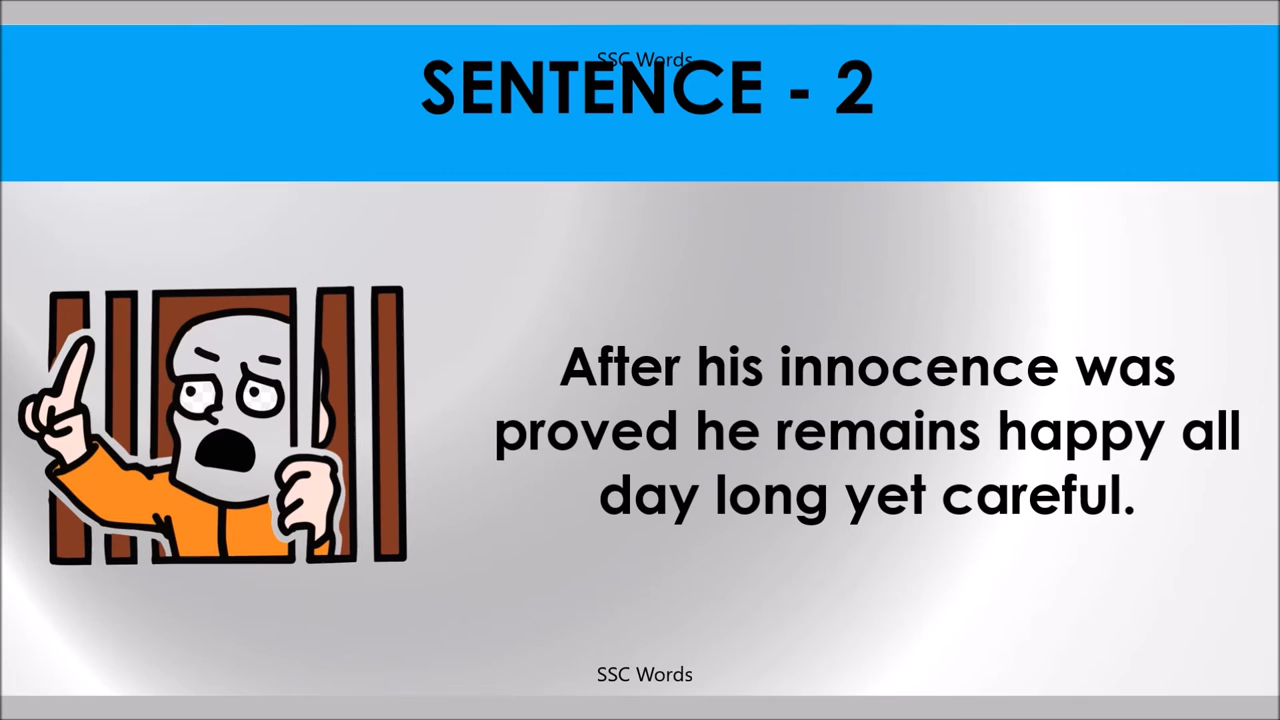 SSC Words
SENTENCE - 2
After his innocence was
proved he remains happy all
day long yet careful.
SSC Words